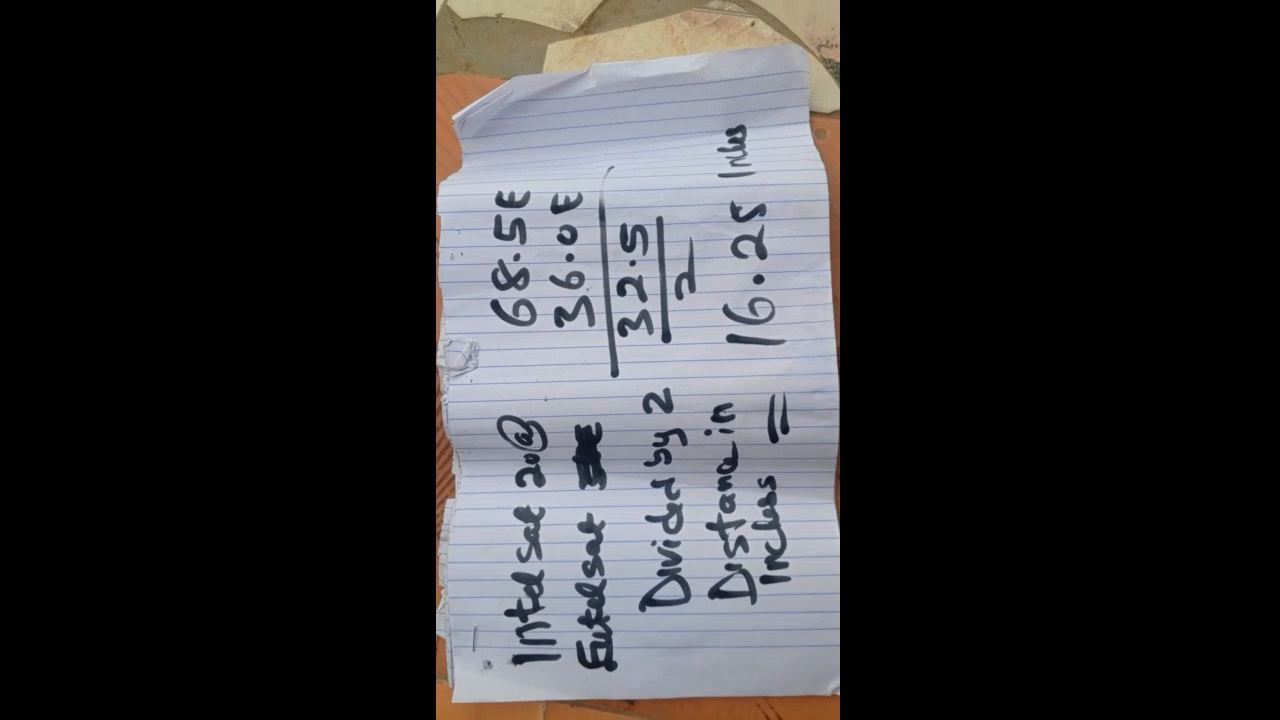 Intelsat 20@ 68.5E
Eutelsat 36.0E
32.5
Divided by 2 2
Distance in
Inches = 16.25 Inches